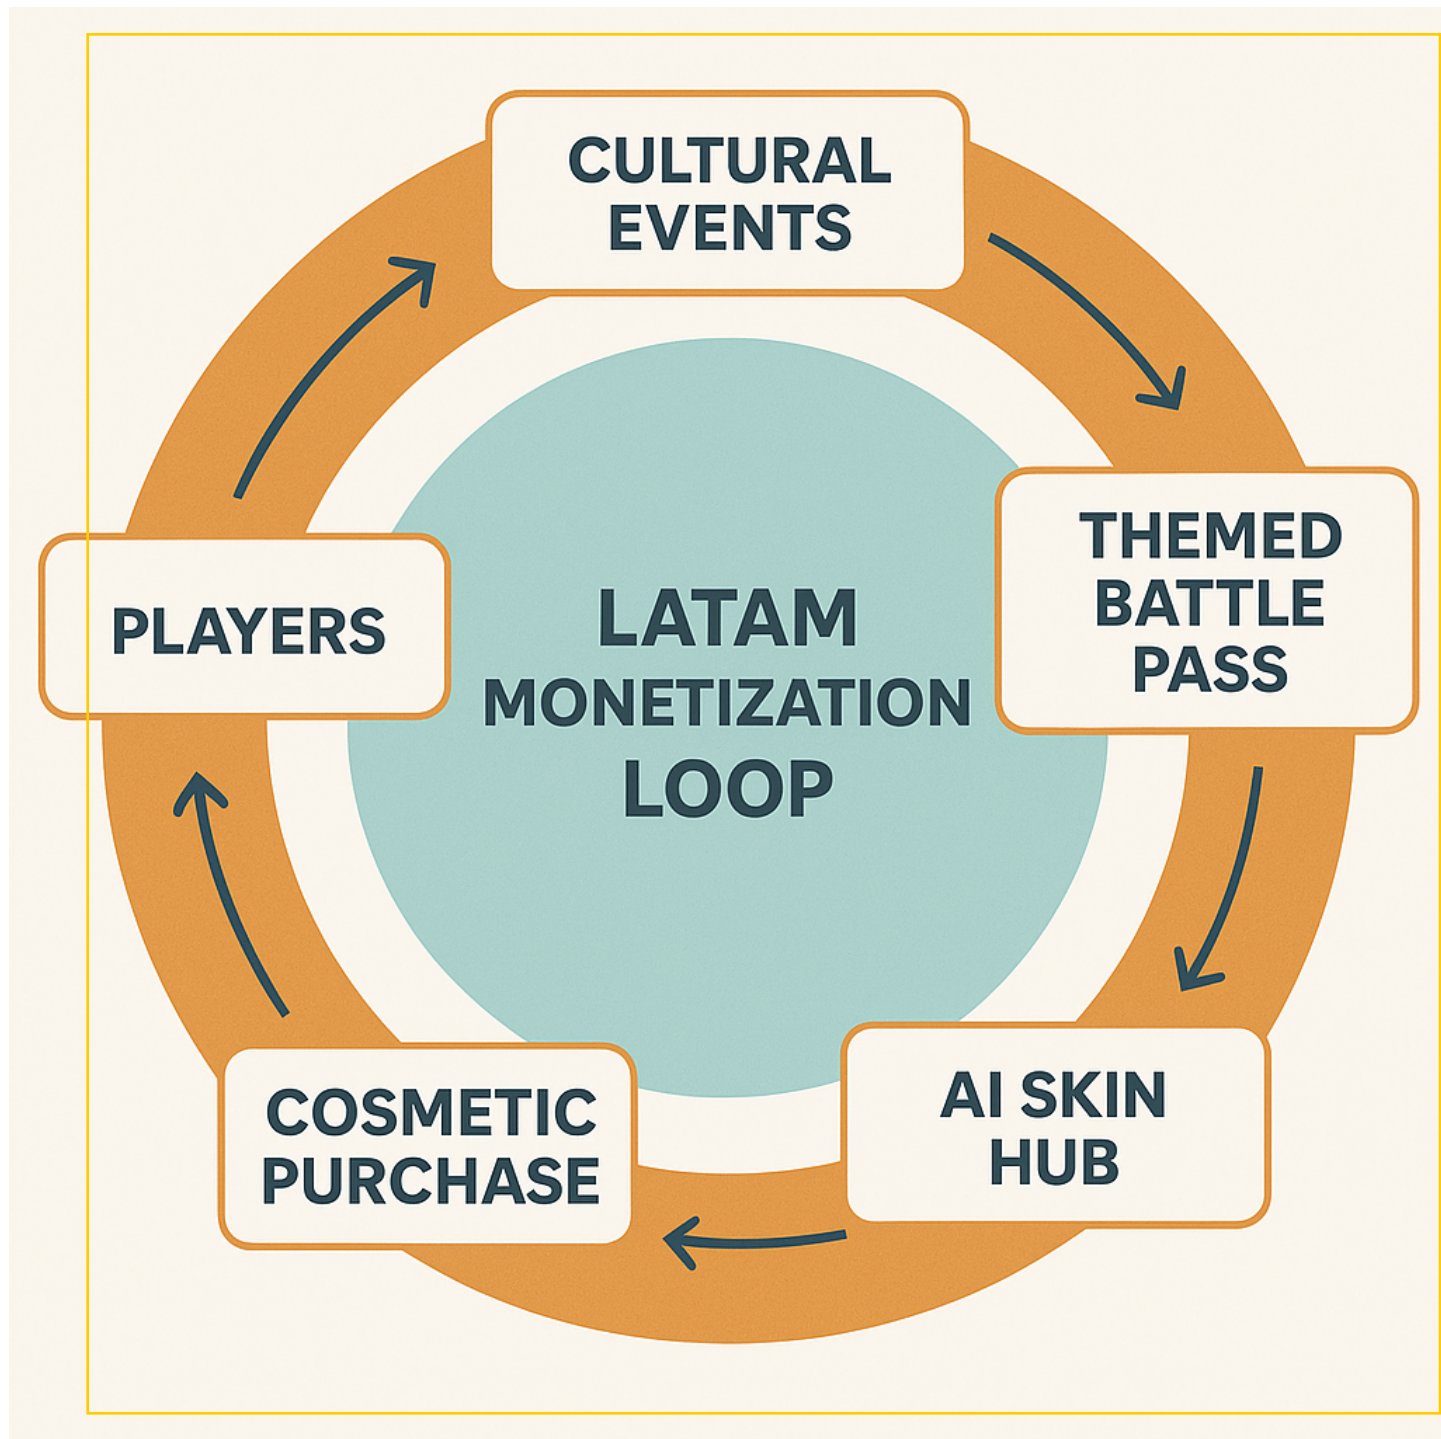 CULTURAL
EVENTS
THEMED
BATTLE
PASS
AI SKIN
HUB
COSMETIC
PURCHASE
PLAYERS
LATAM
MONETIZATION
LOOP